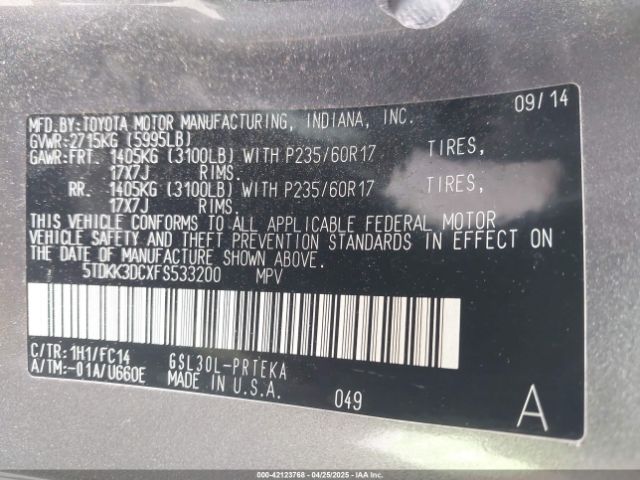 MFD.BY:TOYOTA MOTOR MANUFACTURING, INDIANA, INC. 09/14
GVWR:2715KG (5995LB)
GAWR:FRT. 1405KG (3100LB) WITH P235/60R17 TIRES,
17X7J RIMS.
RR. 1405KG (3100LB) WITH P235/60R17 TIRES,
17X7J RIMS.
THIS VEHICLE CONFORMS TO ALL APPLICABLE FEDERAL MOTOR
VEHICLE SAFETY AND THEFT PREVENTION STANDARDS IN EFFECT ON
THE DATE OF MANUFACTURE SHOWN ABOVE.
5TDKK3DCXFS533200 MPV
C/TR:1H1/FC14 GSL30L-PRTEKA
A/TM:-01A/U660E MADE IN U.S.A.
049 A
000-42123768 - 04/25/2025 - IAA Inc.